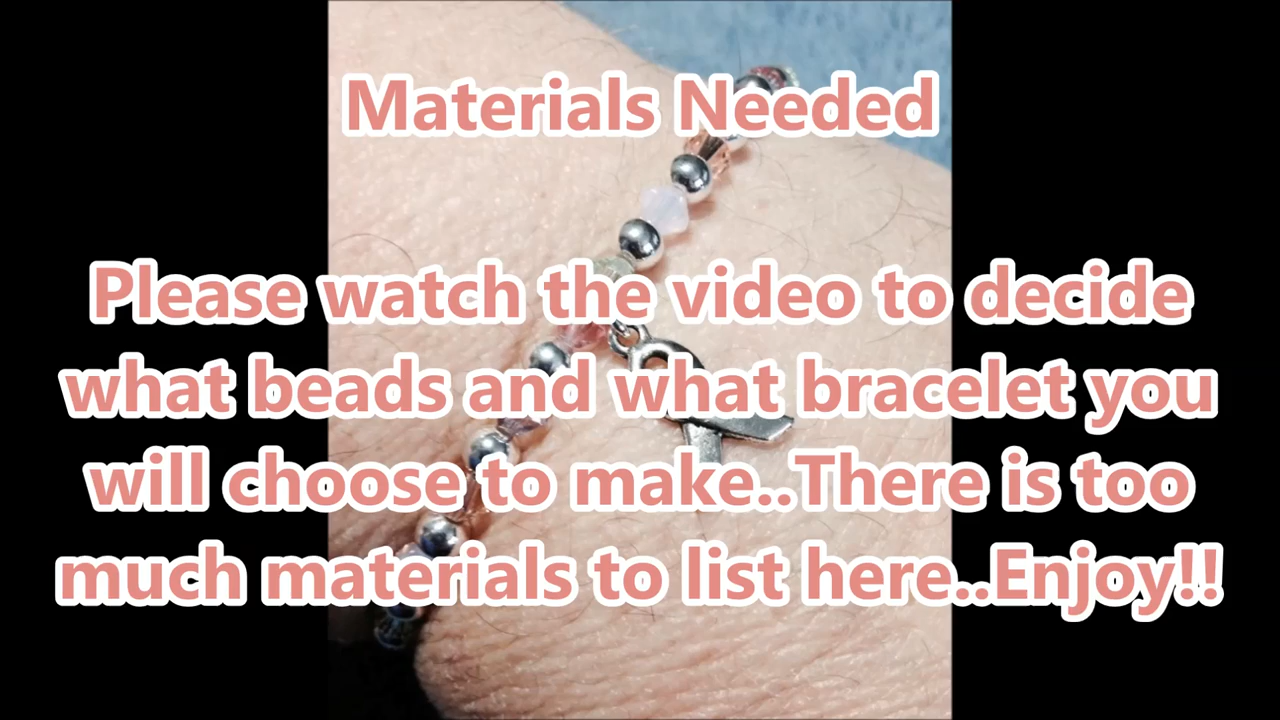 Materials Needed
Please watch the video to decide
what beads and what bracelet you
will choose to make..There is too
much materials to list here..Enjoy!!